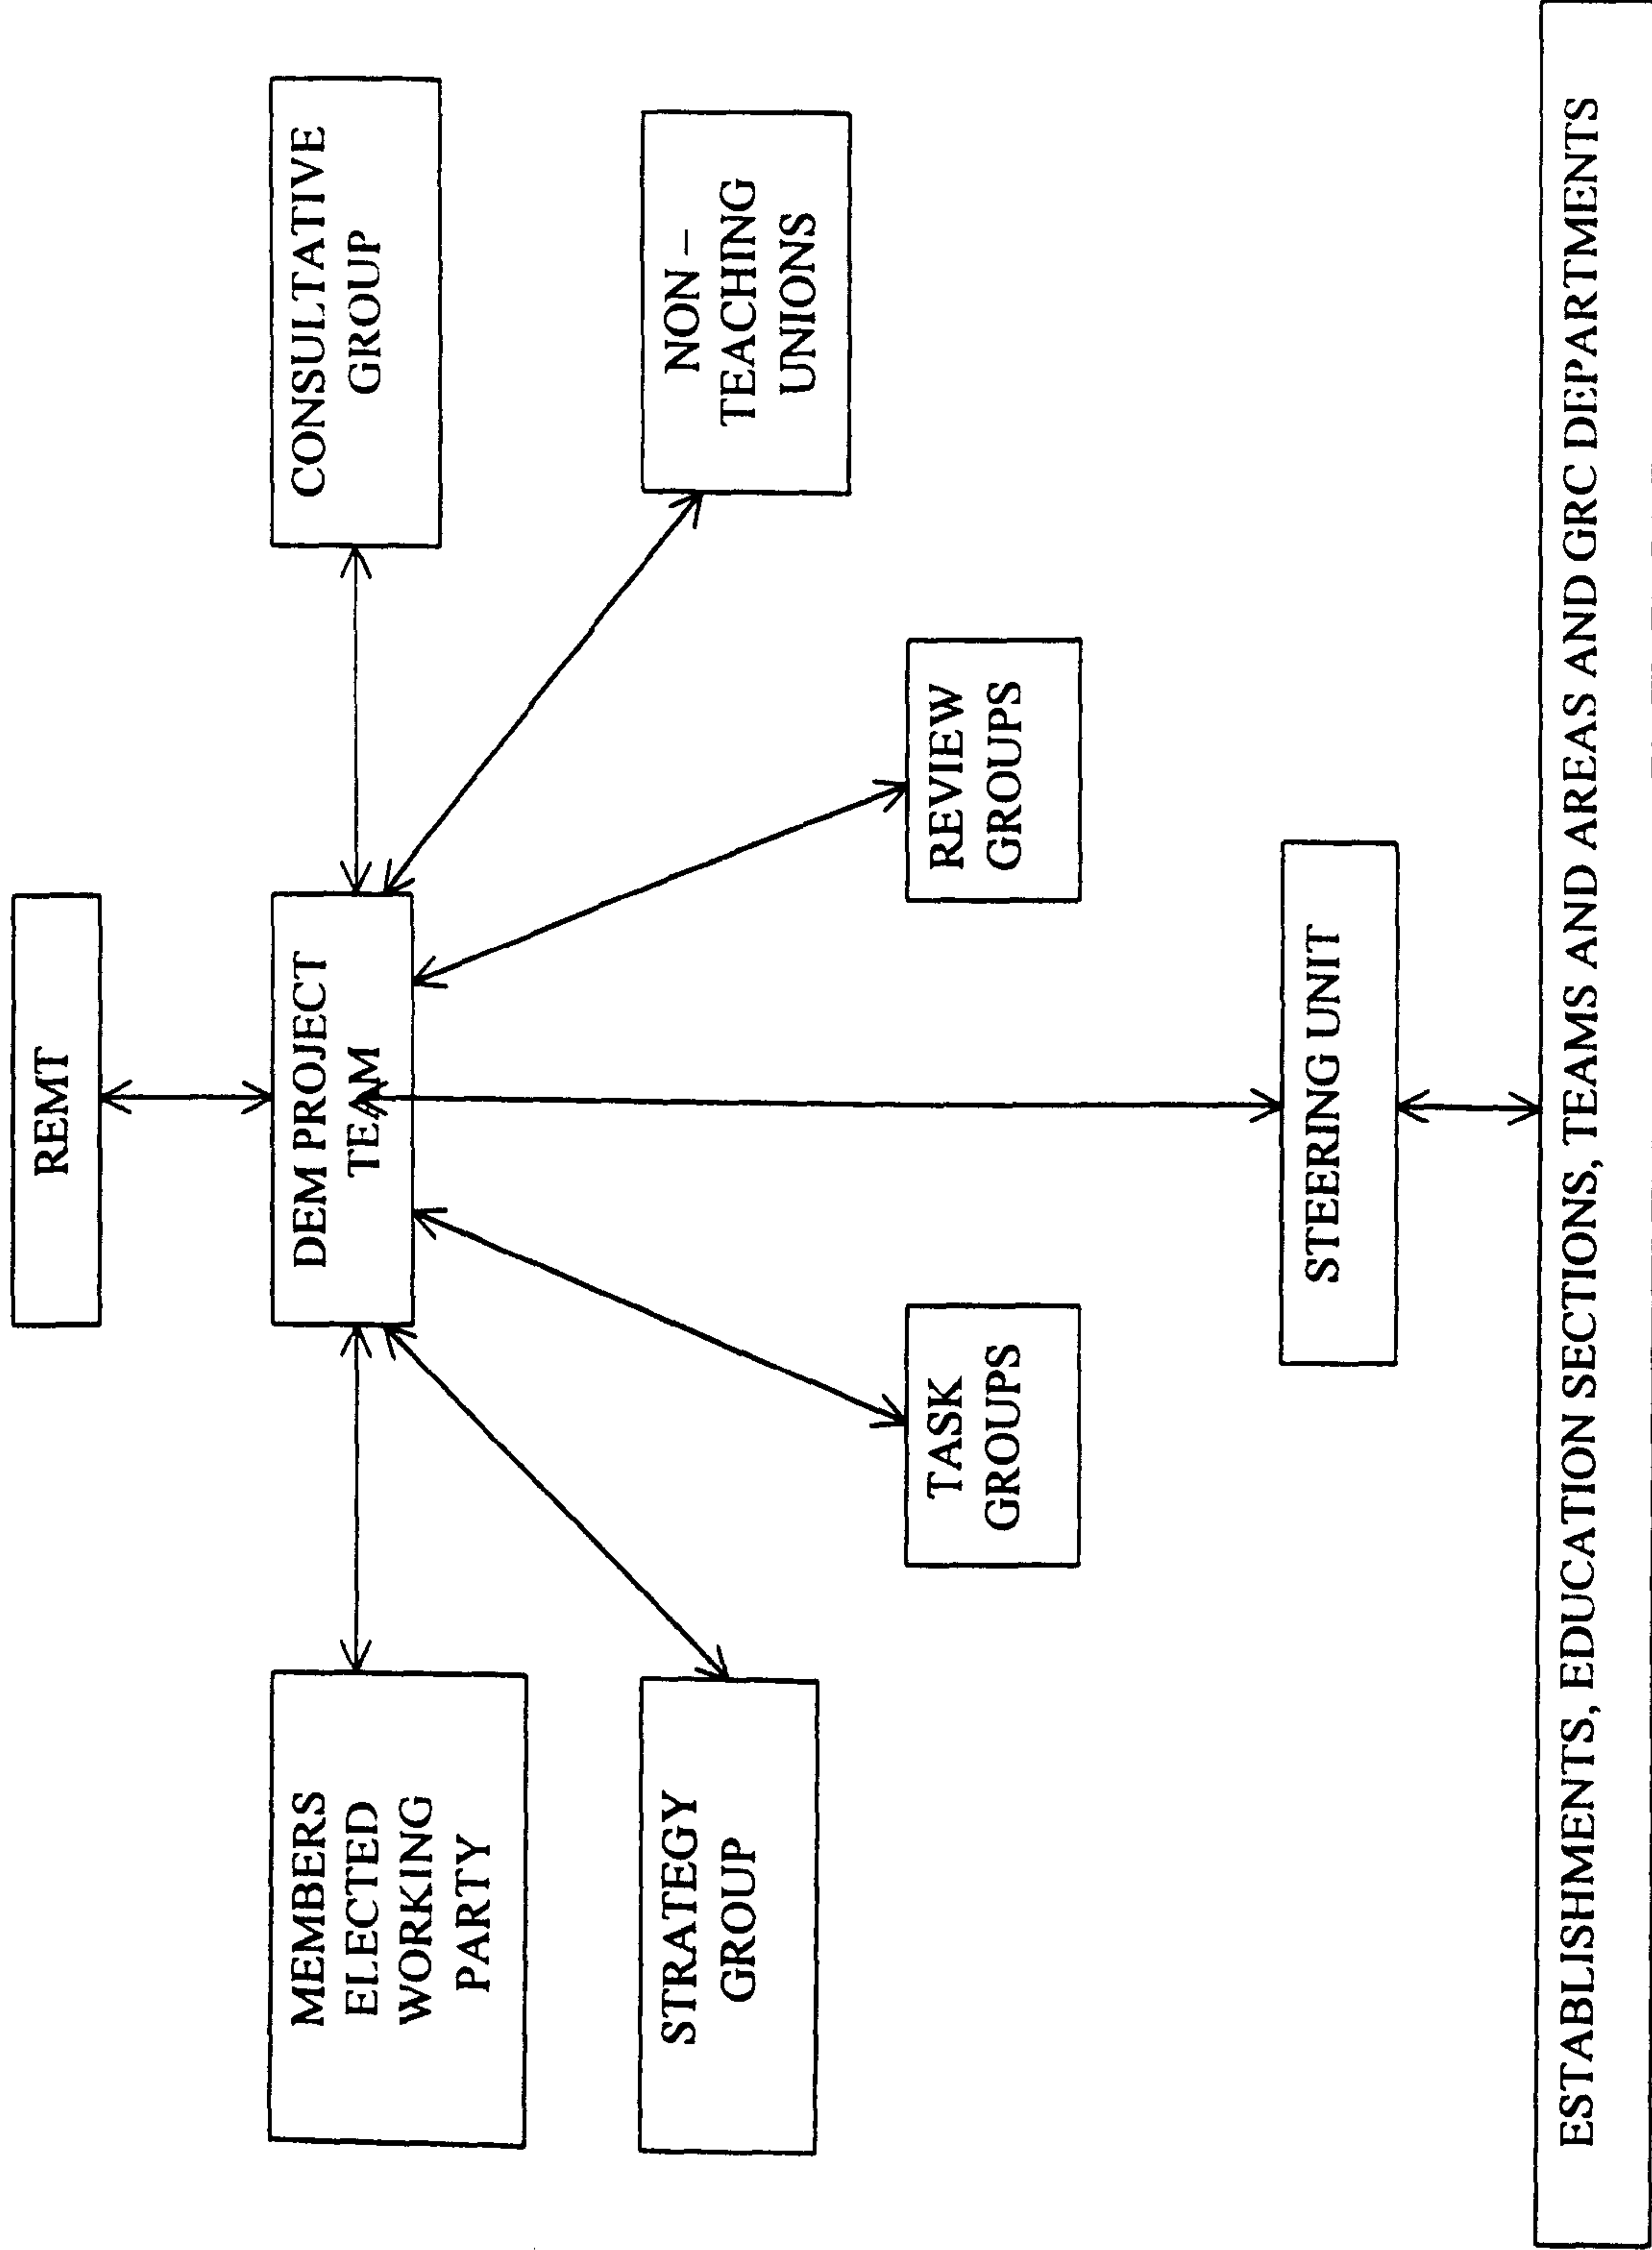 REMT
MEMBERS
ELECTED
WORKING
PARTY
DEM PROJECT
TEAM
CONSULTATIVE
GROUP
STRATEGY
GROUP
NON–
TEACHING
UNIONS
TASK
GROUPS
REVIEW
GROUPS
STEERING UNIT
ESTABLISHMENTS, EDUCATION SECTIONS, TEAMS AND AREAS AND GRC DEPARTMENTS